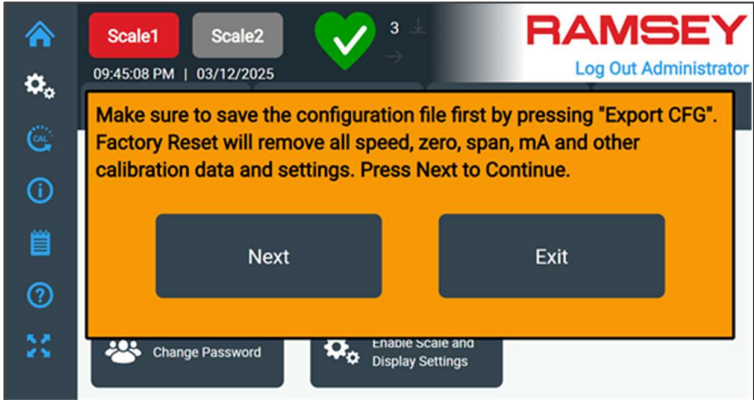 Scale1
Scale2
3
RAMSEY
09:45:08 PM | 03/12/2025
Log Out Administrator
CAL
Make sure to save the configuration file first by pressing "Export CFG".
Factory Reset will remove all speed, zero, span, mA and other
calibration data and settings. Press Next to Continue.
Next
Exit
Change Password
Enable Scale and
Display Settings